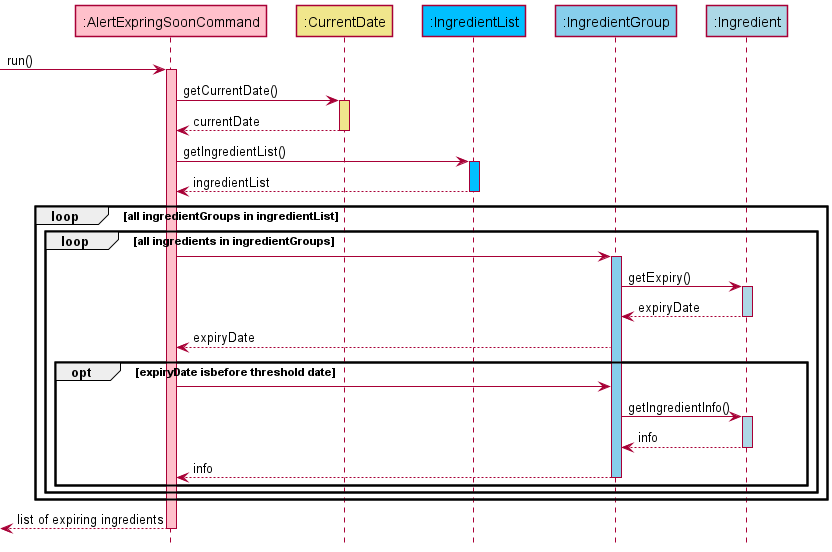 :AlertExpringSoonCommand :CurrentDate :IngredientList :IngredientGroup :Ingredient
run()
getCurrentDate()
currentDate
getIngredientList()
ingredientList
loop [all ingredientGroups in ingredientList]
loop [all ingredients in ingredientGroups]
getExpiry()
expiryDate
expiryDate
opt [expiryDate isbefore threshold date]
getIngredientInfo()
info
info
list of expiring ingredients